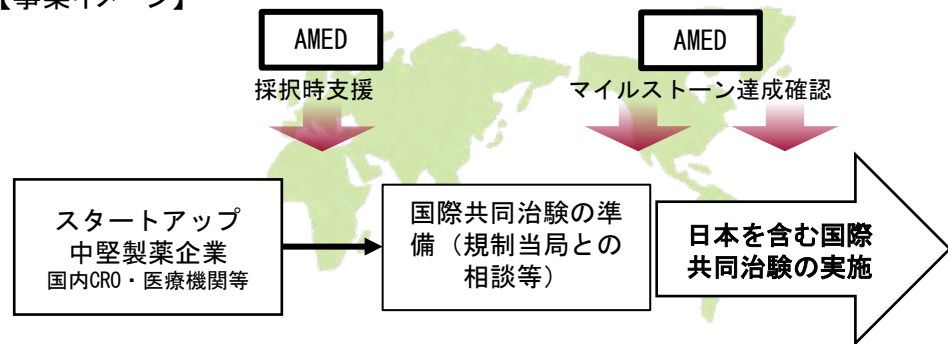 【事業イメージ】
AMED
採択時支援
AMED
マイルストーン達成確認
スタートアップ
中堅製薬企業
国内CRO・医療機関等
国際共同治験の準
備（規制当局との
相談等）
日本を含む国際
共同治験の実施